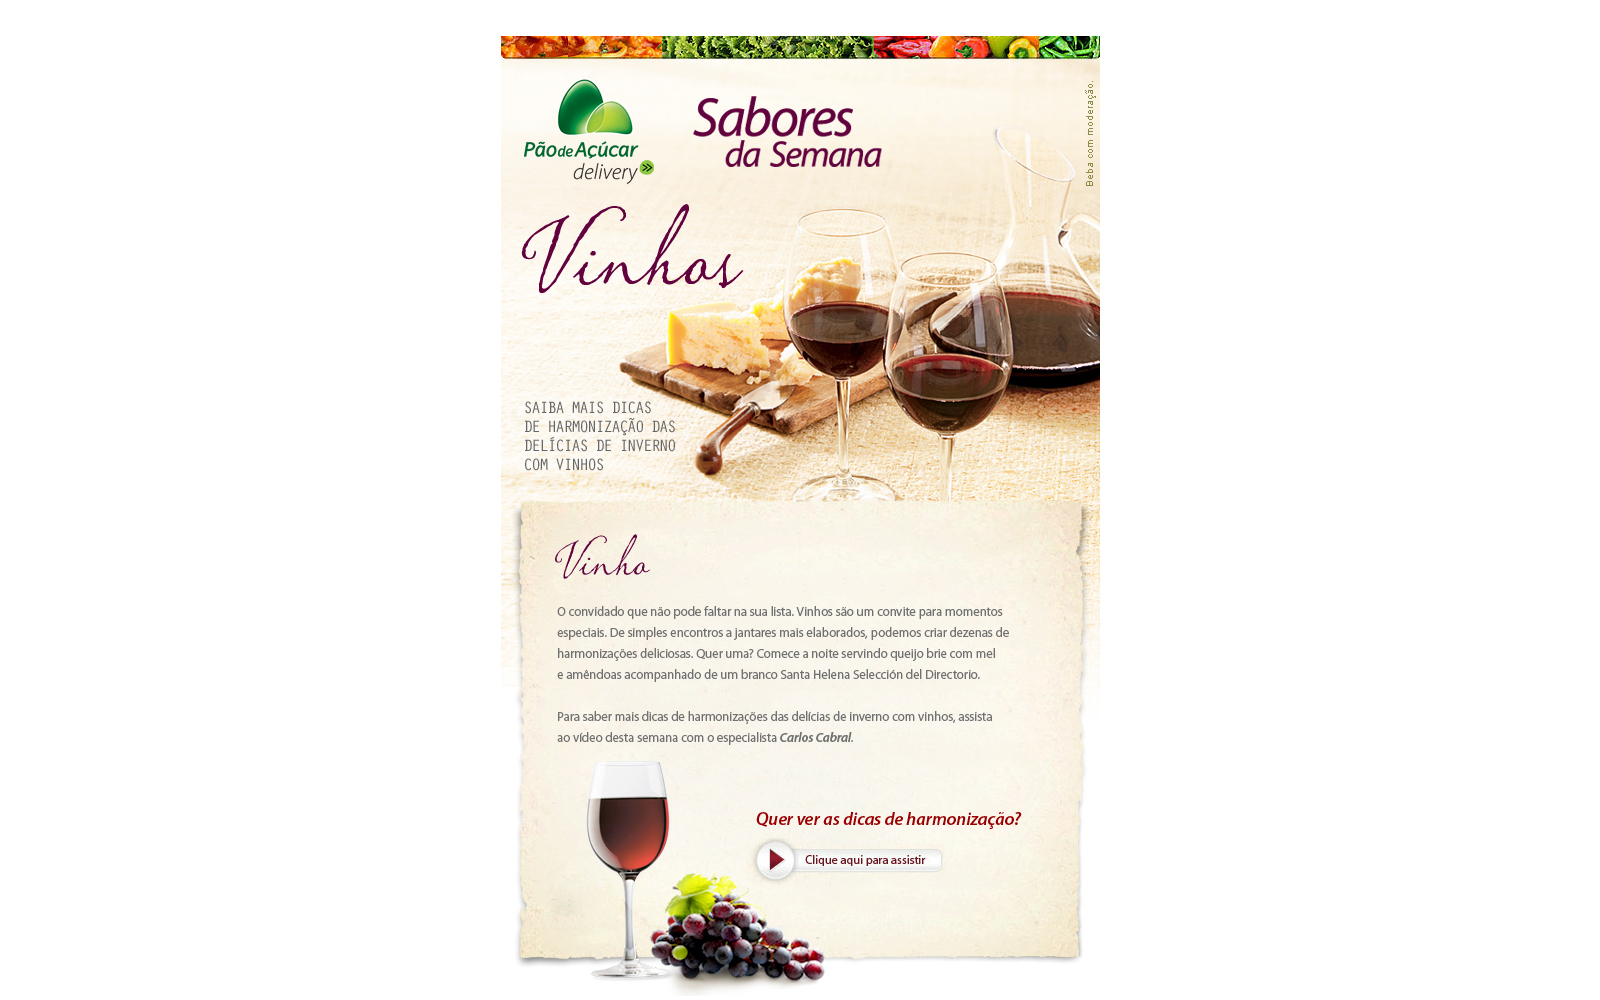 PãodeAçúcar
delivery
Sabores
da Semana
Beba com moderação.
Vinhos
SAIBA MAIS DICAS
DE HARMONIZAÇÃO DAS
DELÍCIAS DE INVERNO
COM VINHOS
Vinho
O convidado que não pode faltar na sua lista. Vinhos são um convite para momentos
especiais. De simples encontros a jantares mais elaborados, podemos criar dezenas de
harmonizações deliciosas. Quer uma? Comece a noite servindo queijo brie com mel
e amêndoas acompanhado de um branco Santa Helena Selección del Directorio.
Para saber mais dicas de harmonizações das delícias de inverno com vinhos, assista
ao vídeo desta semana com o especialista Carlos Cabral.
Quer ver as dicas de harmonização?
Clique aqui para assistir